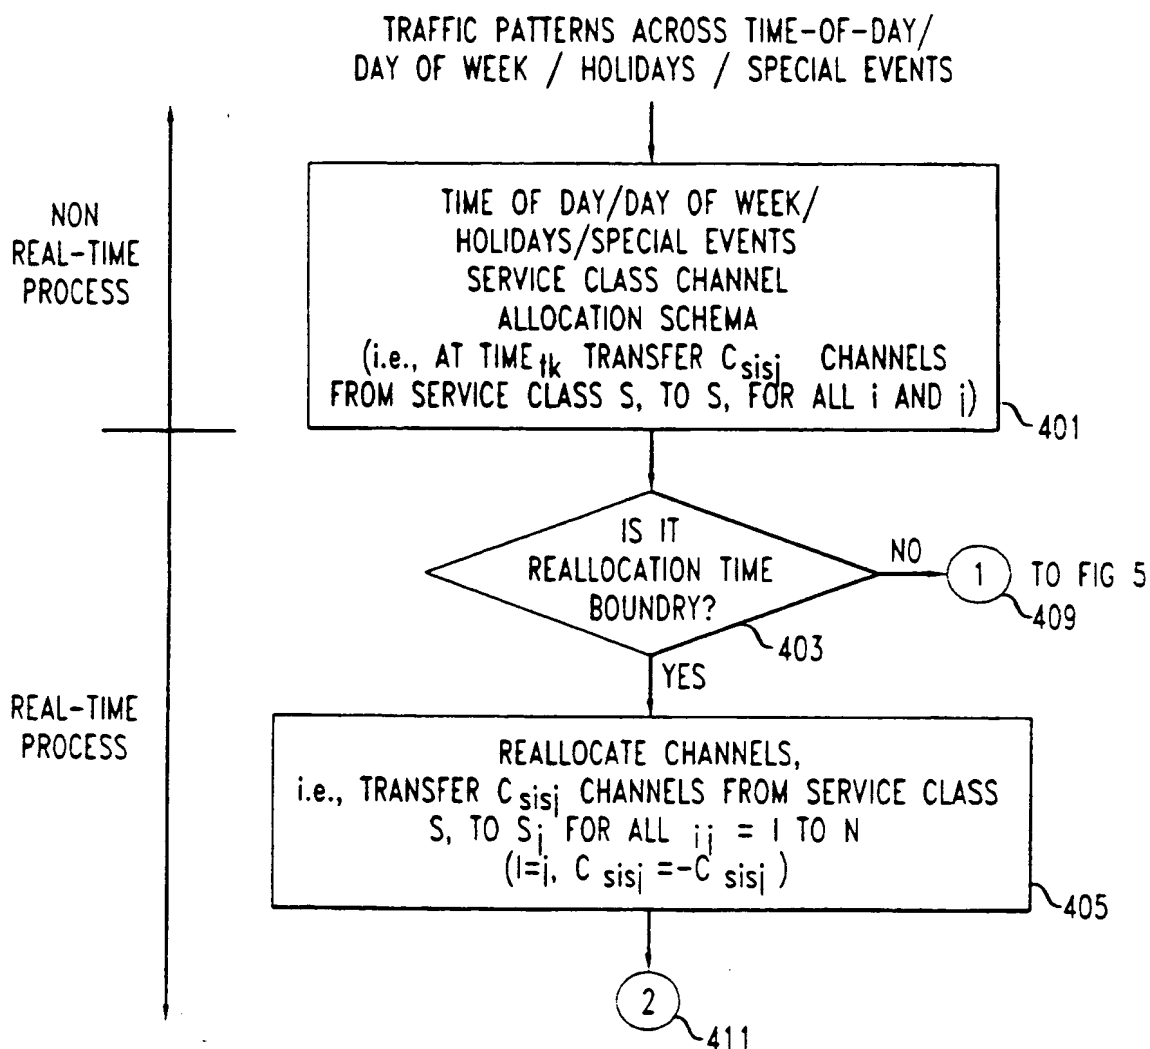 TRAFFIC PATTERNS ACROSS TIME-OF-DAY/
DAY OF WEEK / HOLIDAYS / SPECIAL EVENTS
NON
REAL-TIME
PROCESS
TIME OF DAY/DAY OF WEEK/
HOLIDAYS/SPECIAL EVENTS
SERVICE CLASS CHANNEL
ALLOCATION SCHEMA
(i.e., AT TIME tk TRANSFER C sisj CHANNELS
FROM SERVICE CLASS S, TO S, FOR ALL i AND j)
401
IS IT
REALLOCATION TIME
BOUNDRY?
403
NO
1
TO FIG 5
409
YES
REAL-TIME
PROCESS
REALLOCATE CHANNELS,
i.e., TRANSFER C sisj CHANNELS FROM SERVICE CLASS
S, TO S j FOR ALL ij = I TO N
(I=j, C sisj =-C sisj )
405
2
411